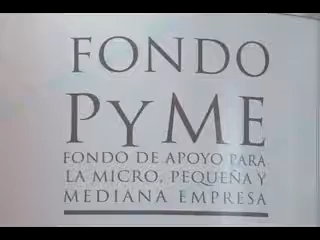 FONDO
PYME
FONDO DE APOYO PARA
LA MICRO, PEQUEÑA Y
MEDIANA EMPRESA